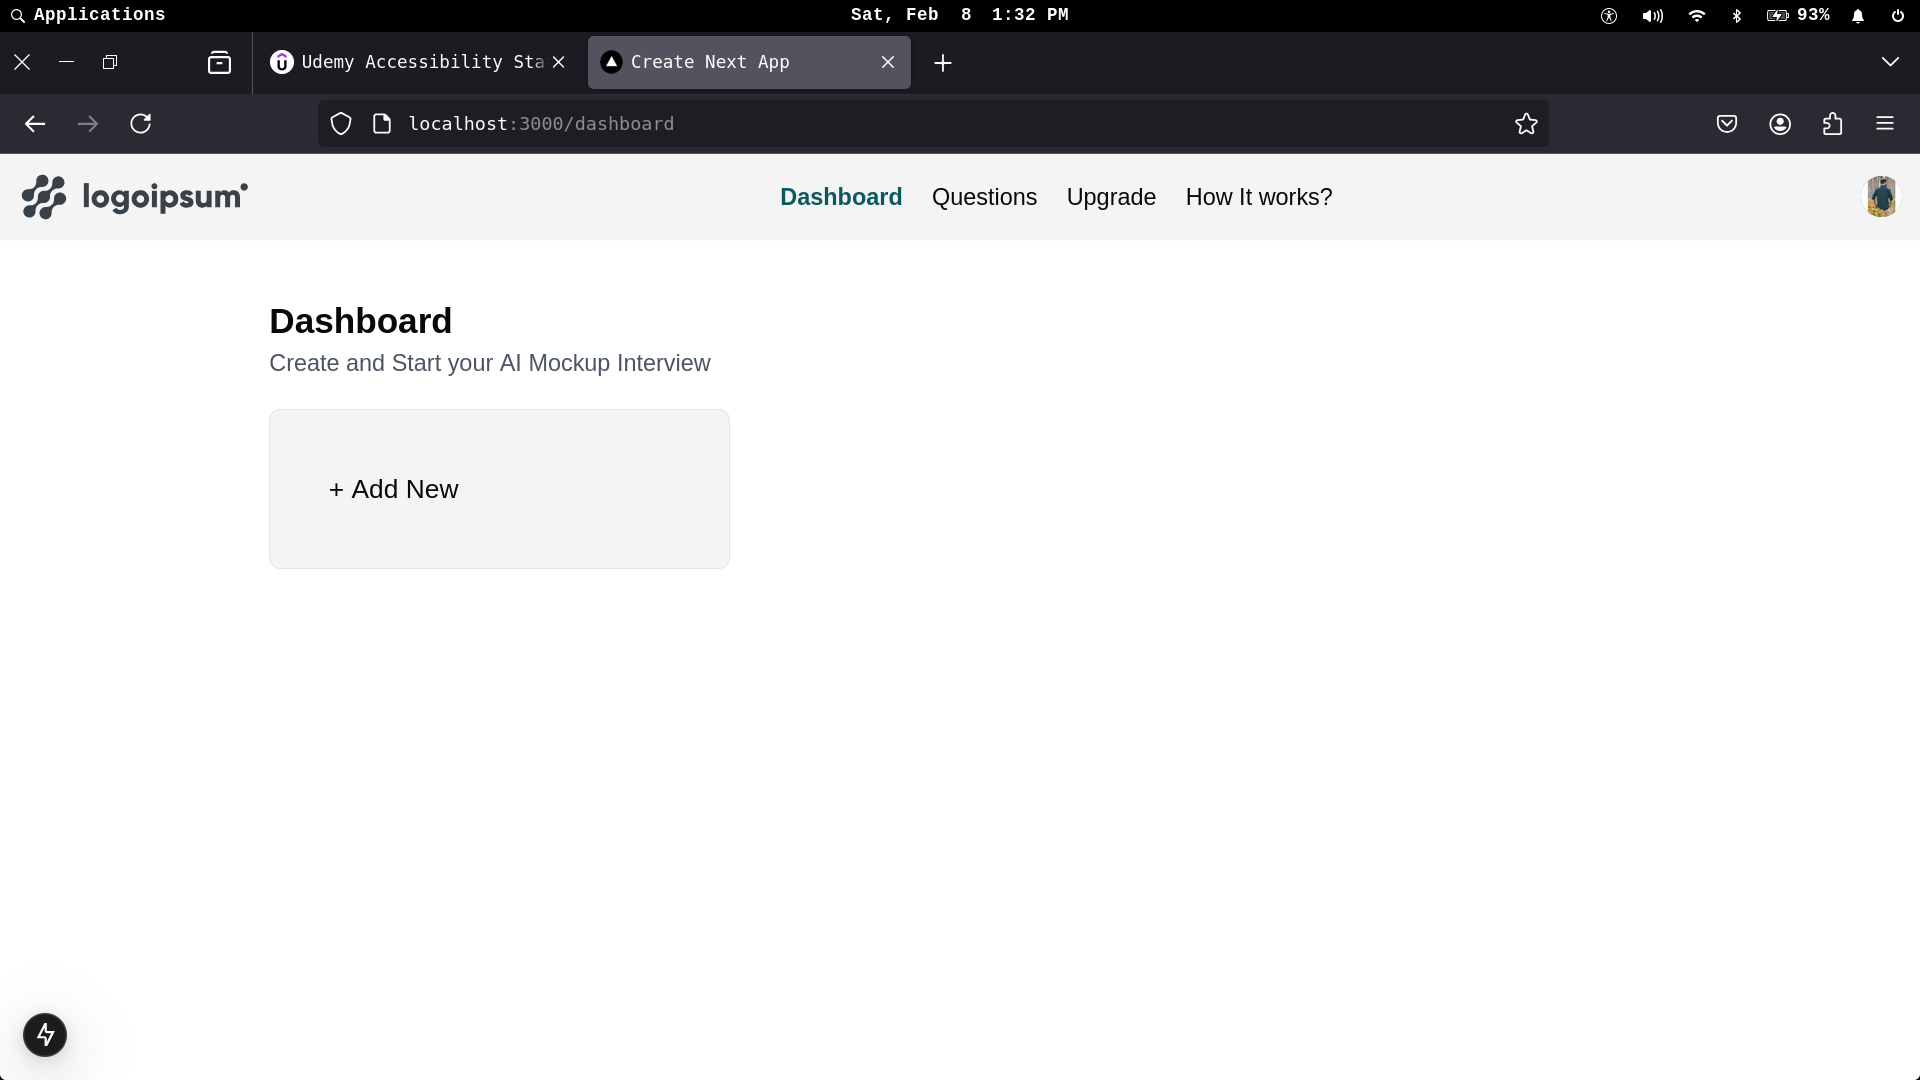 Applications
Sat, Feb 8 1:32 PM
93%
Udemy Accessibility Sta
Create Next App
localhost:3000/dashboard
logoipsum
Dashboard
Questions
Upgrade
How It works?
Dashboard
Create and Start your AI Mockup Interview
+ Add New